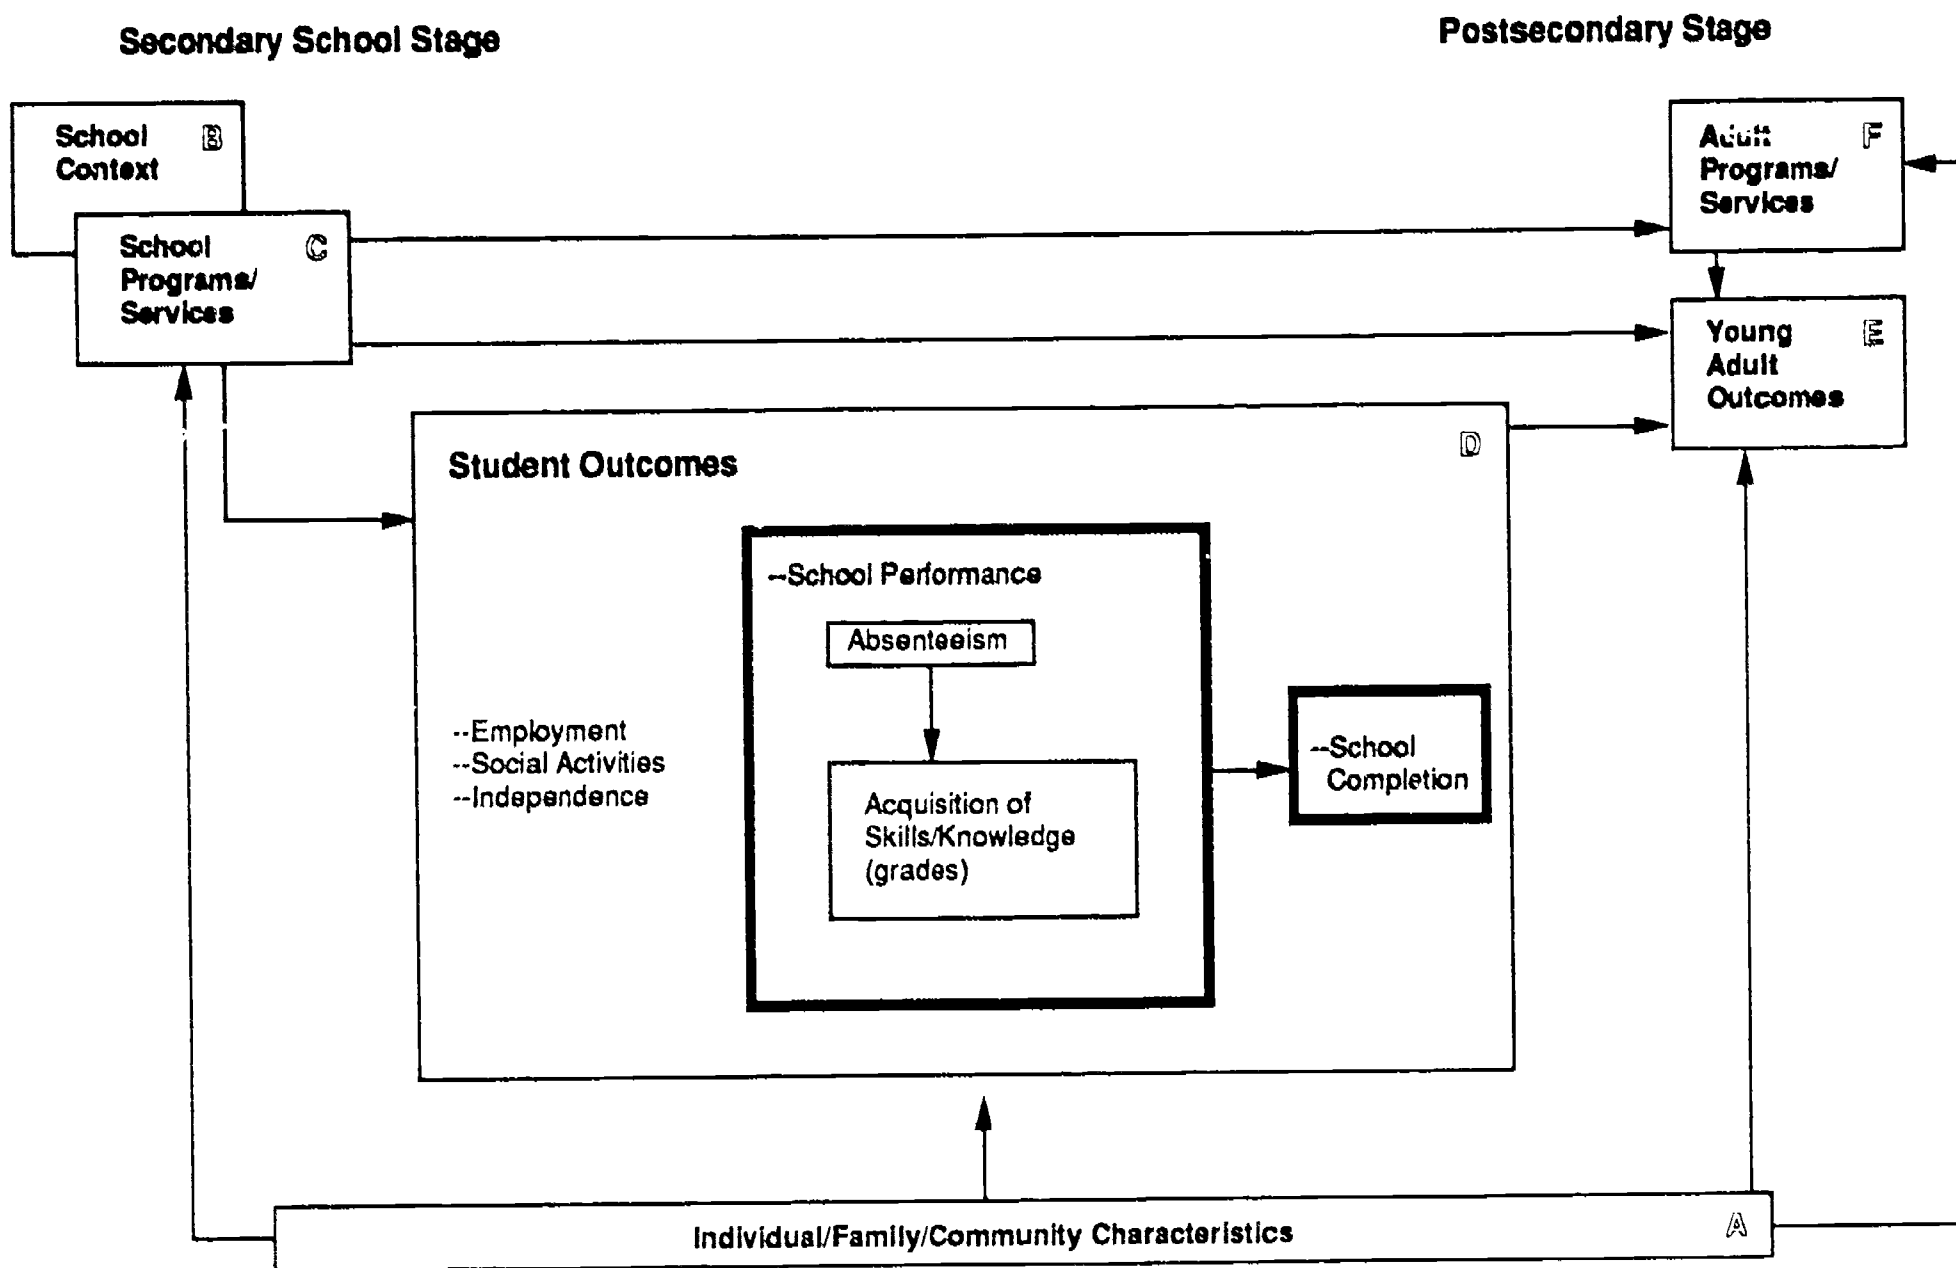 Secondary School Stage
Postsecondary Stage
School B
Context
School C
Programs/
Services
Adult F
Programs/
Services
Young E
Adult
Outcomes
D
Student Outcomes
--School Performance
Absenteeism
--Employment
--Social Activities
--Independence
--School
Completion
Acquisition of
Skills/Knowledge
(grades)
Individual/Family/Community Characteristics A